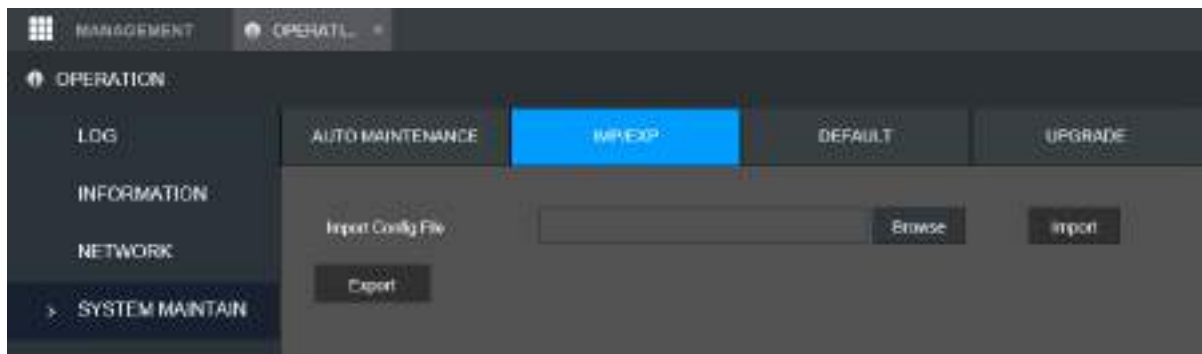 MANAGEMENT OPERATI...
OPERATION
LOG
INFORMATION
NETWORK
> SYSTEM MAINTAIN
AUTO MAINTENANCE IMP/EXP DEFAULT UPGRADE
Import Config File Browse Import
Export